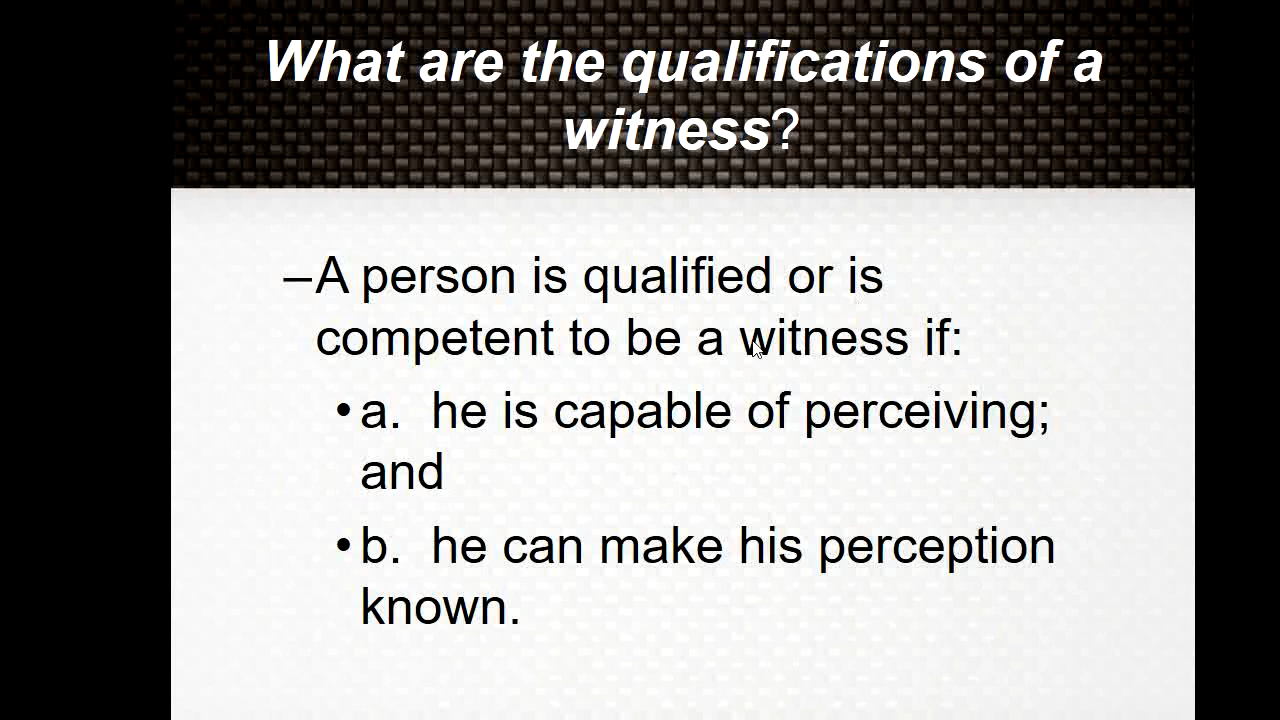 What are the qualifications of a
witness?
–A person is qualified or is
competent to be a witness if:
•a. he is capable of perceiving;
and
•b. he can make his perception
known.